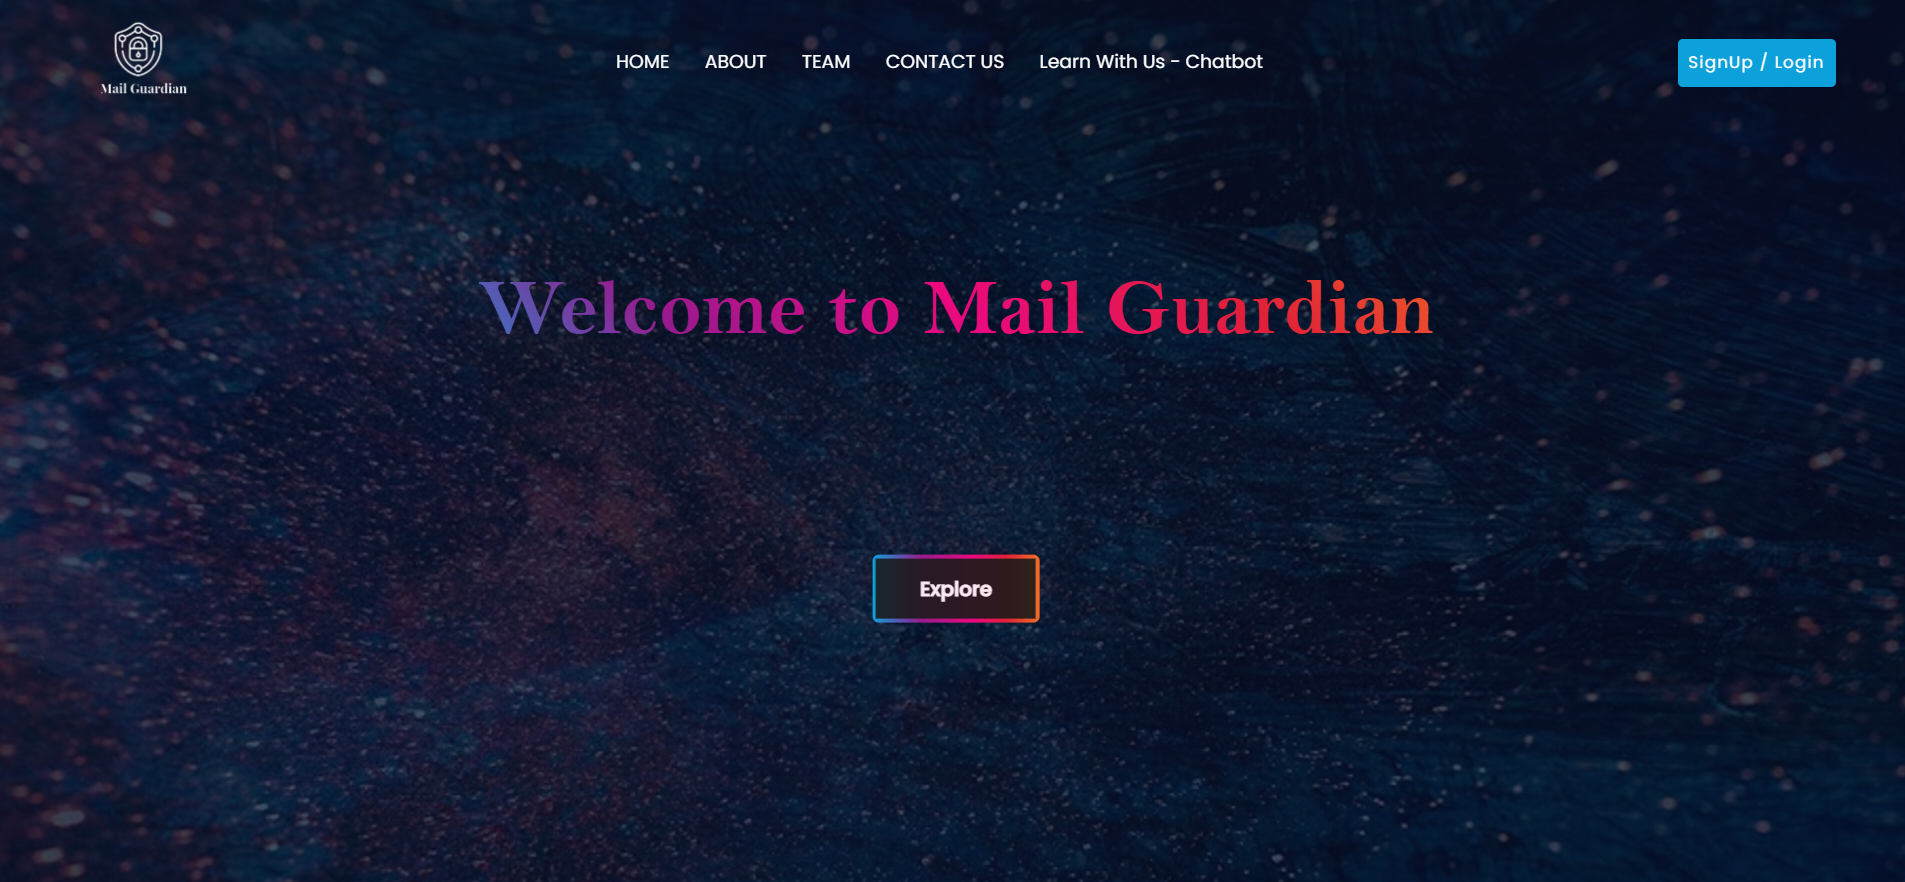 Mail Guardian
HOME ABOUT TEAM CONTACT US Learn With Us - Chatbot
SignUp / Login
Welcome to Mail Guardian
Explore